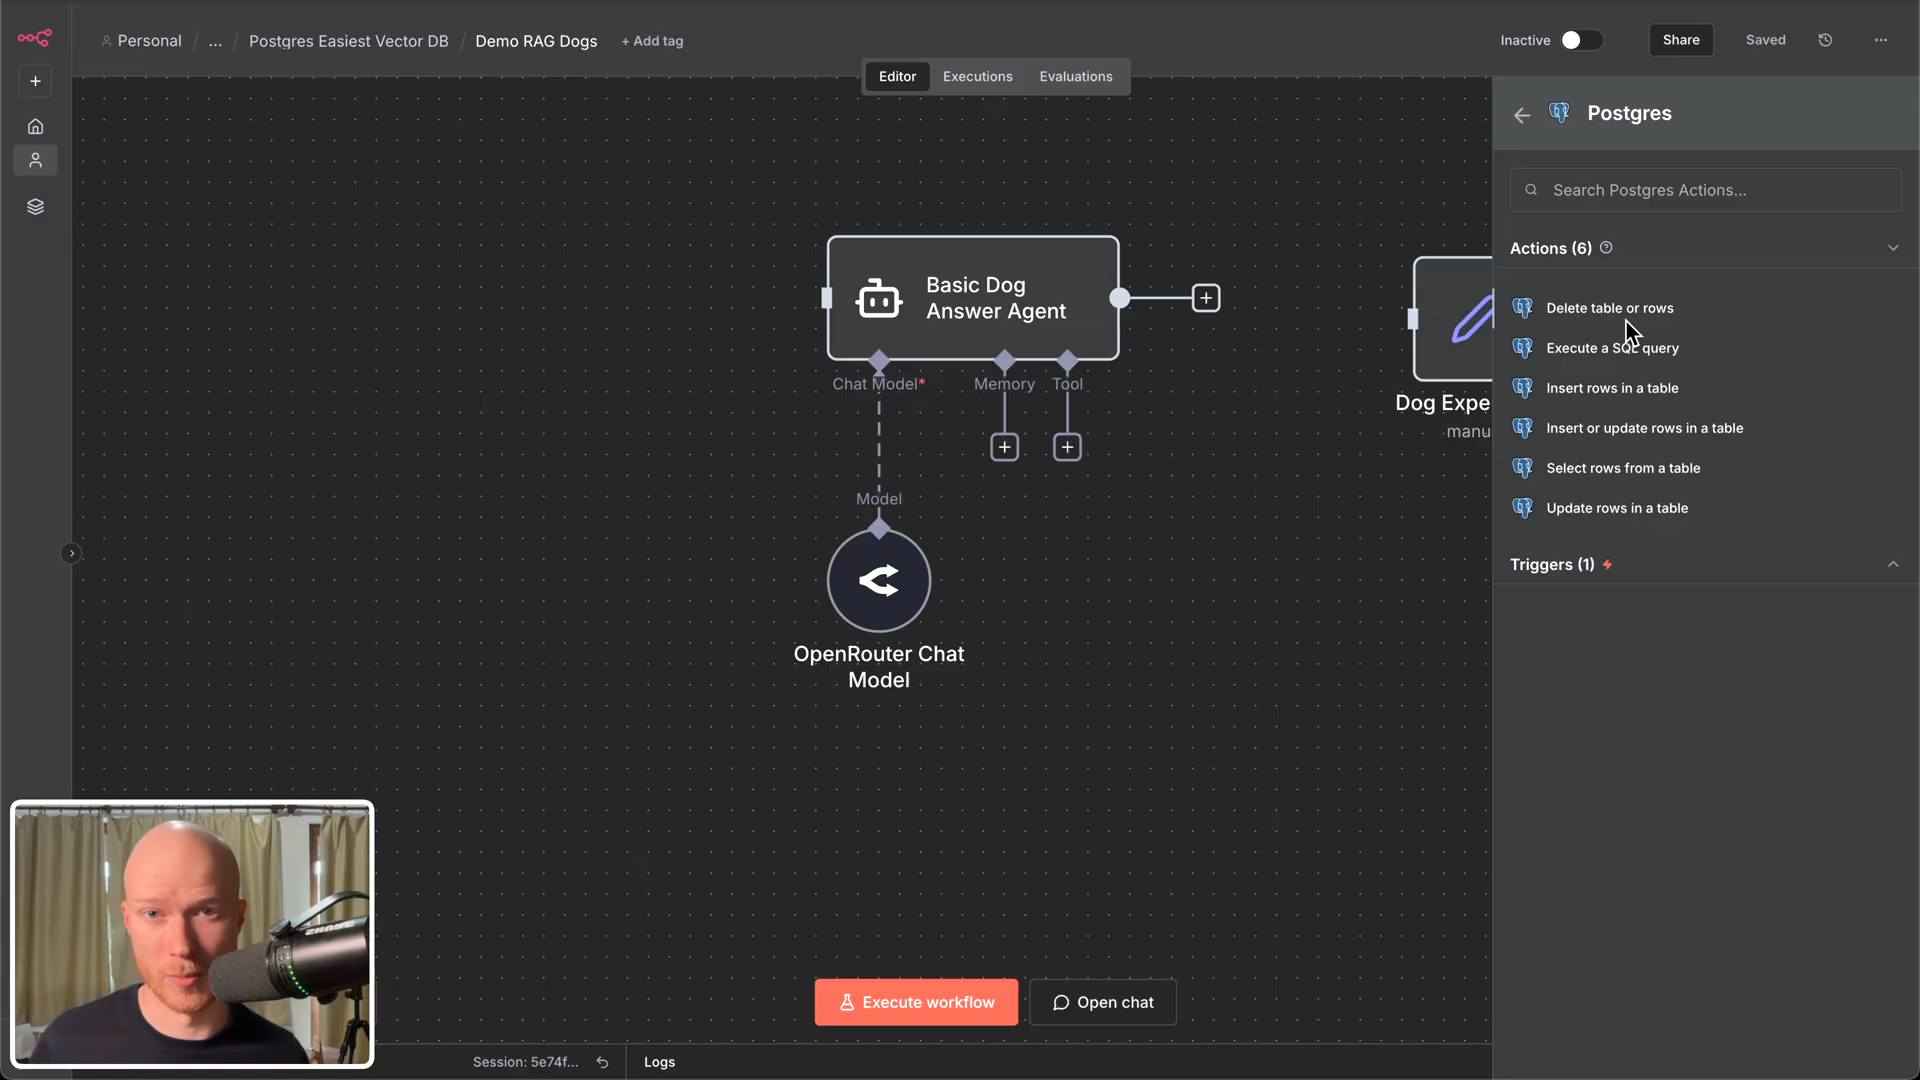 Personal / ... / Postgres Easiest Vector DB / Demo RAG Dogs + Add tag
Inactive
Share
Saved
Editor
Executions
Evaluations
Postgres
Search Postgres Actions...
Actions (6)
Delete table or rows
Execute a SQL query
Insert rows in a table
Insert or update rows in a table
Select rows from a table
Update rows in a table
Triggers (1)
Basic Dog
Answer Agent
Chat Model*
Memory
Tool
Dog Expe
manu
Model
OpenRouter Chat
Model
Execute workflow
Open chat
Session: 5e74f...
Logs